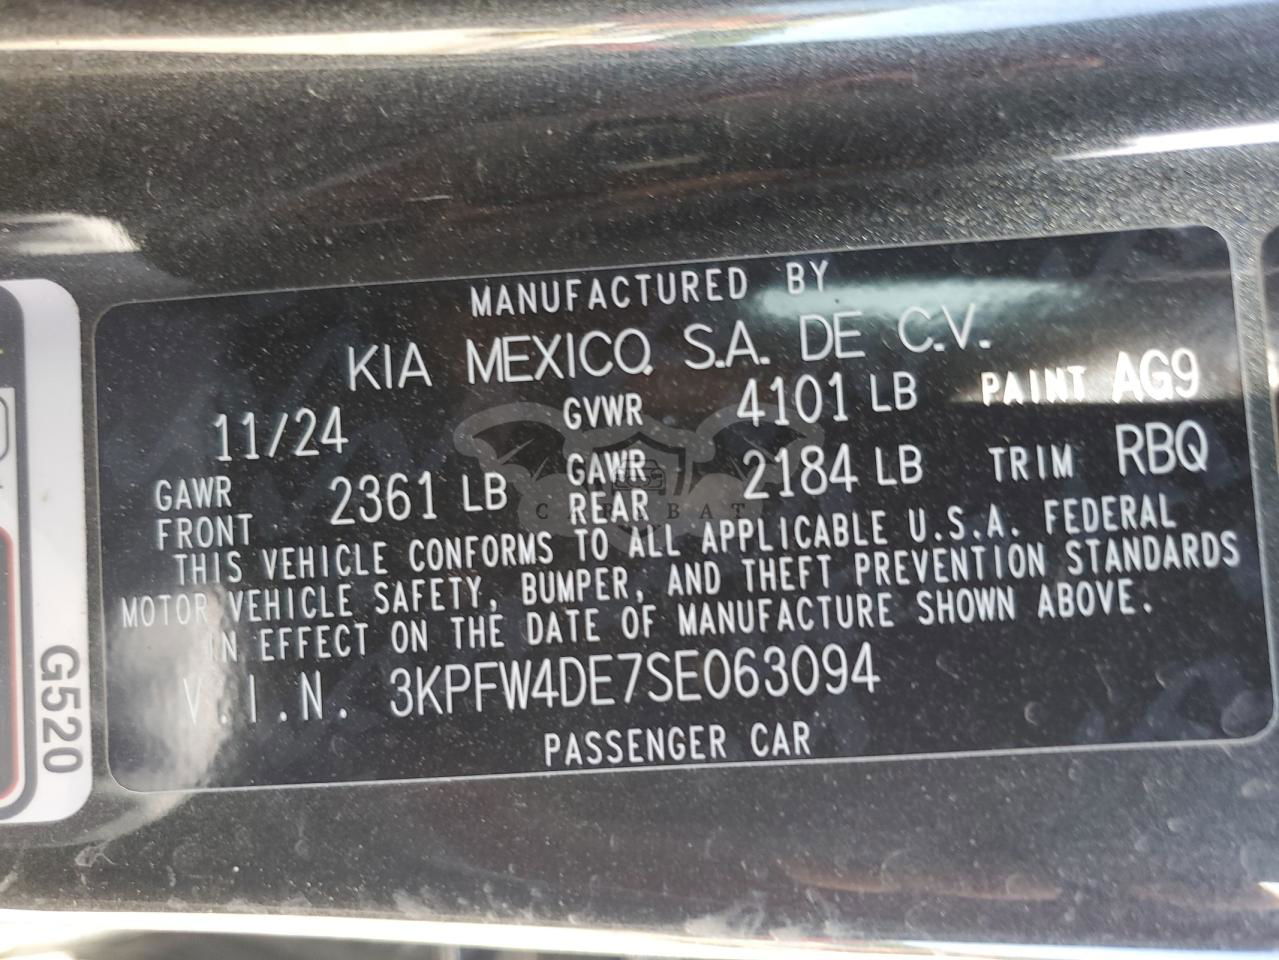 MANUFACTURED BY
KIA MEXICO, S.A. DE C.V.
11/24 GVWR 4101 LB PAINT AG9
GAWR FRONT 2361 LB GAWR REAR 2184 LB TRIM RBQ
THIS VEHICLE CONFORMS TO ALL APPLICABLE U.S.A. FEDERAL
MOTOR VEHICLE SAFETY, BUMPER, AND THEFT PREVENTION STANDARDS
IN EFFECT ON THE DATE OF MANUFACTURE SHOWN ABOVE.
V.I.N. 3KPFW4DE7SE063094
PASSENGER CAR
G520
CAR BAT